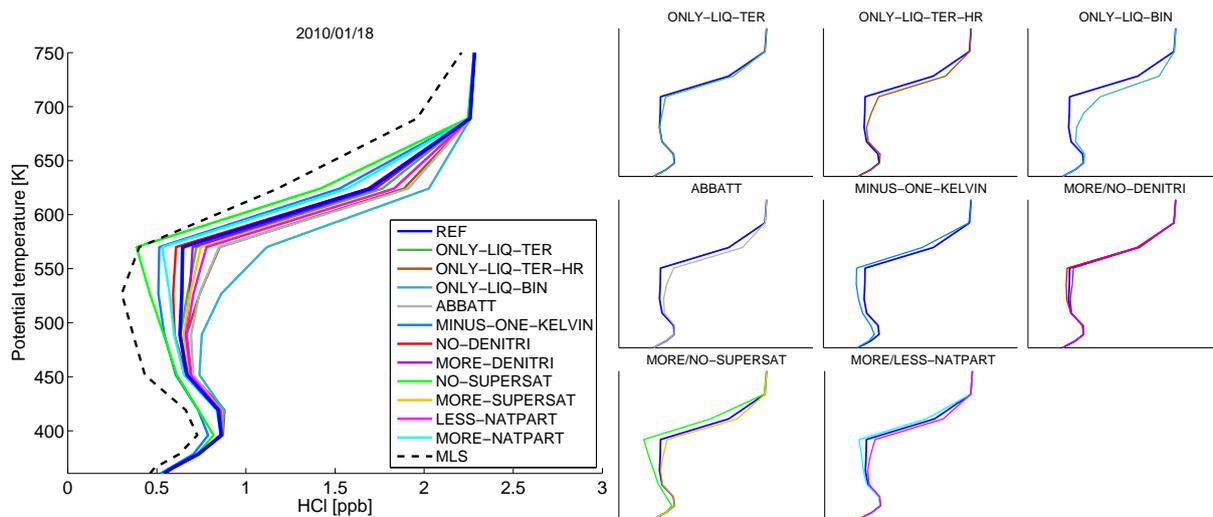 2010/01/18
750
700
650
600
550
500
450
400
Potential temperature [K]
0
0.5
1
1.5
2
2.5
3
HCl [ppb]
REF
ONLY−LIQ−TER
ONLY−LIQ−TER−HR
ONLY−LIQ−BIN
ABBATT
MINUS−ONE−KELVIN
NO−DENITRI
MORE−DENITRI
NO−SUPERSAT
MORE−SUPERSAT
LESS−NATPART
MORE−NATPART
MLS
ONLY−LIQ−TER
ONLY−LIQ−TER−HR
ONLY−LIQ−BIN
ABBATT
MINUS−ONE−KELVIN
MORE/NO−DENITRI
MORE/NO−SUPERSAT
MORE/LESS−NATPART